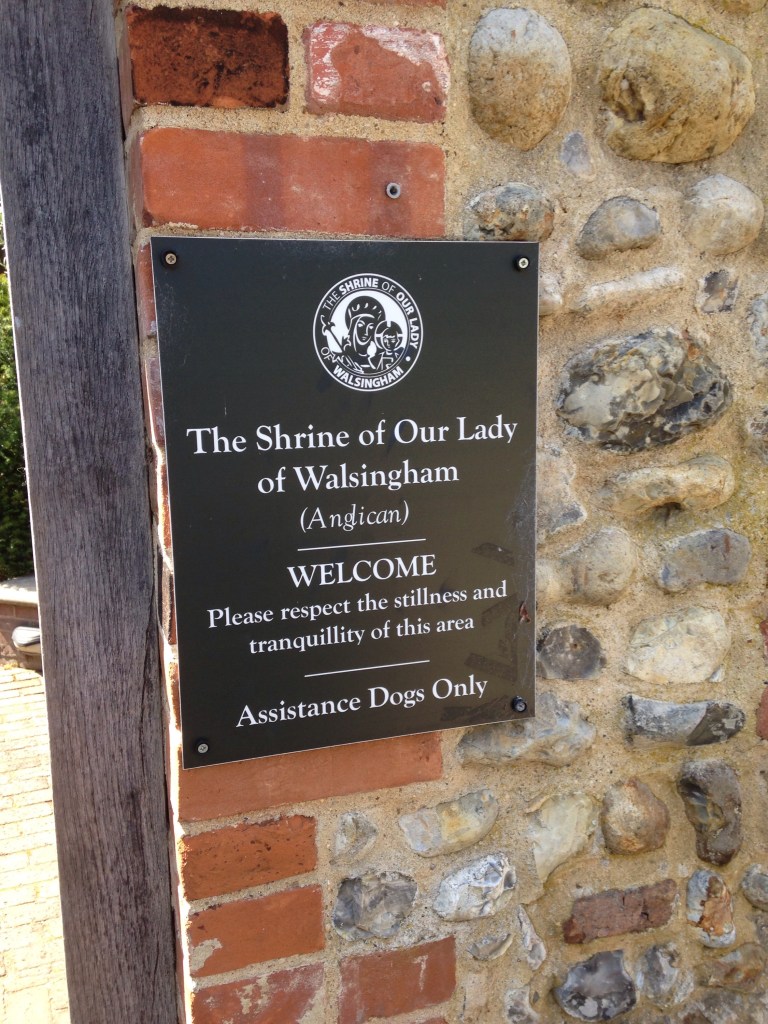 THE SHRINE OF OUR LADY OF WALSINGHAM •
The Shrine of Our Lady
of Walsingham
(Anglican)
WELCOME
Please respect the stillness and
tranquillity of this area
Assistance Dogs Only